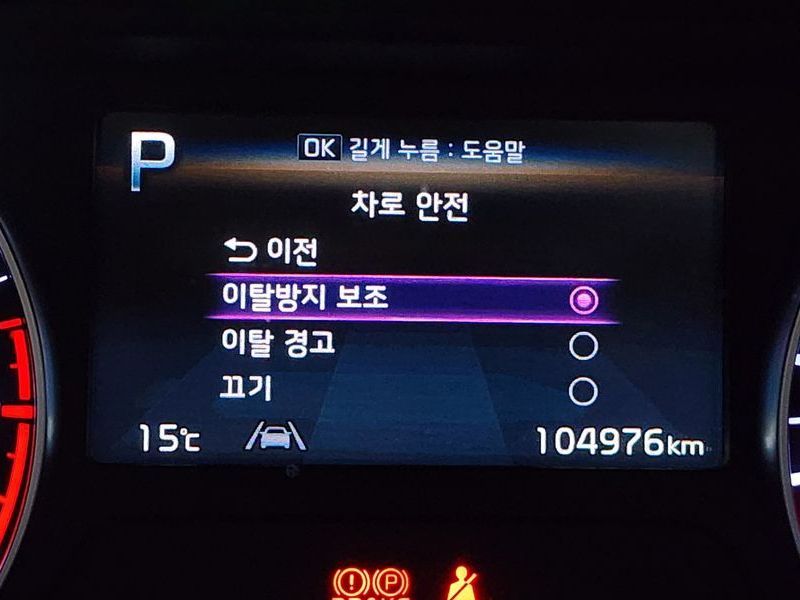 P
OK 길게 누름 : 도움말
차로 안전
이전
이탈방지 보조
이탈 경고
끄기
15℃ 104976km
(!) (P)